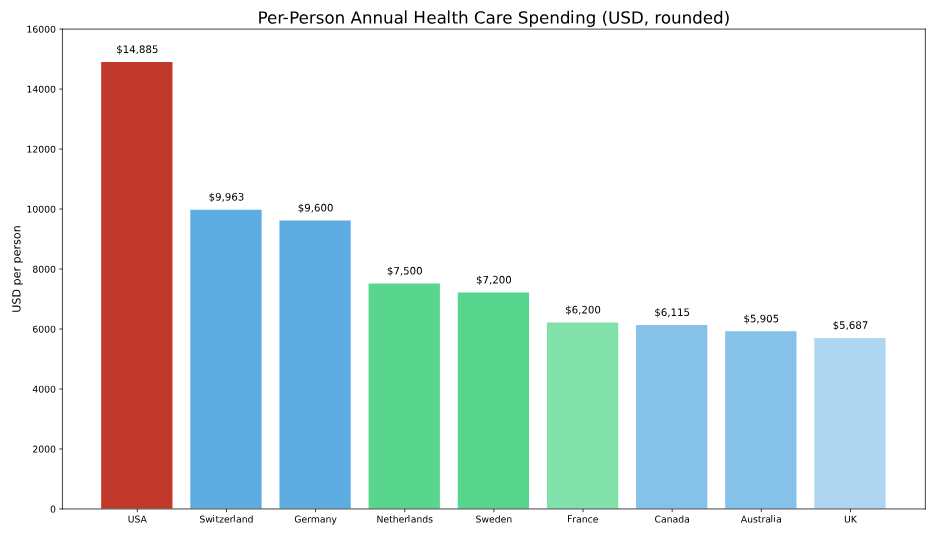 Per-Person Annual Health Care Spending (USD, rounded)
USD per person
16000
14000
12000
10000
8000
6000
4000
2000
0
$14,885
$9,963
$9,600
$7,500
$7,200
$6,200
$6,115
$5,905
$5,687
USA
Switzerland
Germany
Netherlands
Sweden
France
Canada
Australia
UK